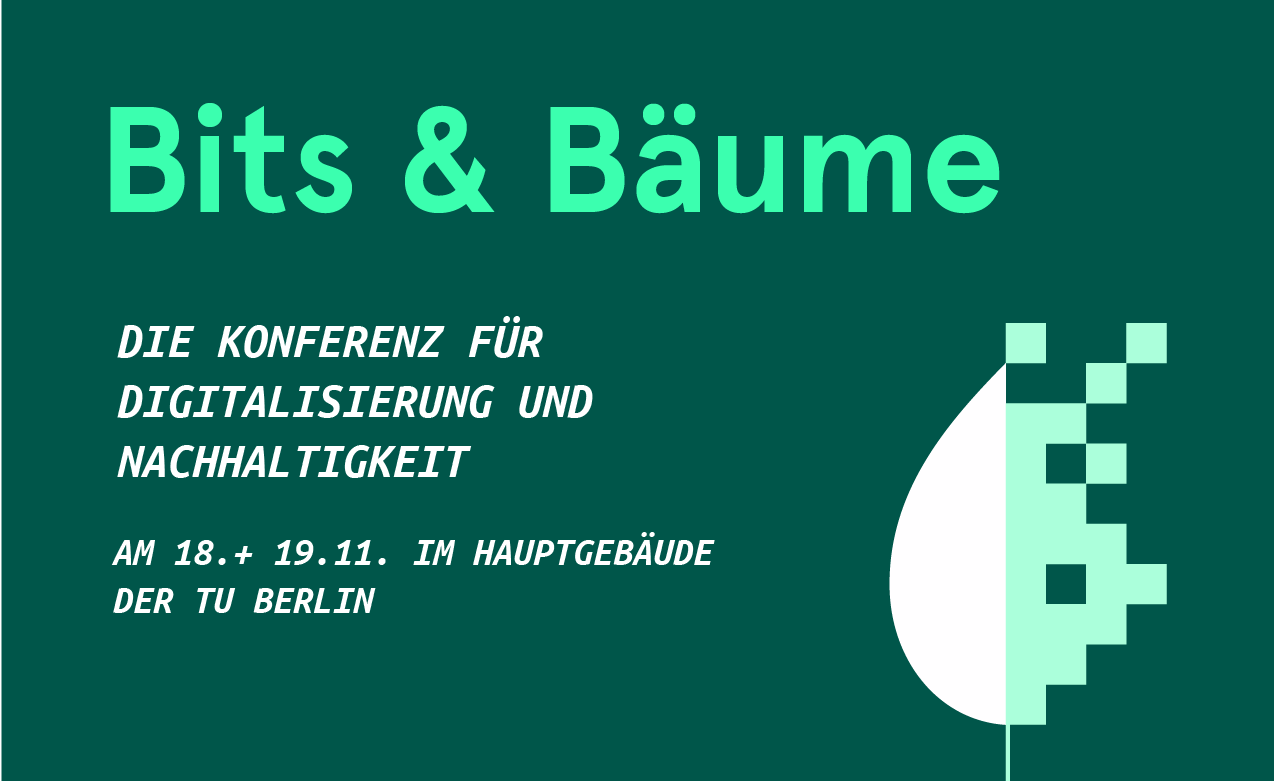 Bits & Bäume
DIE KONFERENZ FÜR
DIGITALISIERUNG UND
NACHHALTIGKEIT
AM 18.+ 19.11. IM HAUPTGEBÄUDE
DER TU BERLIN